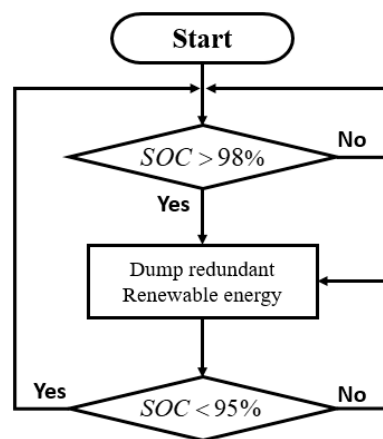 Start
SOC > 98%
No
Yes
Dump redundant
Renewable energy
Yes
SOC < 95%
No